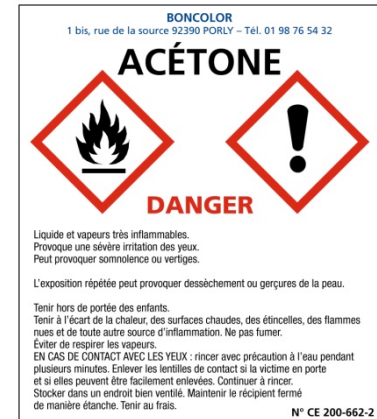 BONCOLOR
1 bis, rue de la source 92390 PORLY – Tél. 01 98 76 54 32
ACÉTONE
DANGER
Liquide et vapeurs très inflammables.
Provoque une sévère irritation des yeux.
Peut provoquer somnolence ou vertiges.
L'exposition répétée peut provoquer dessèchement ou gerçures de la peau.
Tenir hors de portée des enfants.
Tenir à l'écart de la chaleur, des surfaces chaudes, des étincelles, des flammes
nues et de toute autre source d'inflammation. Ne pas fumer.
Éviter de respirer les vapeurs.
EN CAS DE CONTACT AVEC LES YEUX : rincer avec précaution à l'eau pendant
plusieurs minutes. Enlever les lentilles de contact si la victime en porte
et si elles peuvent être facilement enlevées. Continuer à rincer.
Stocker dans un endroit bien ventilé. Maintenir le récipient fermé
de manière étanche. Tenir au frais.
N° CE 200-662-2